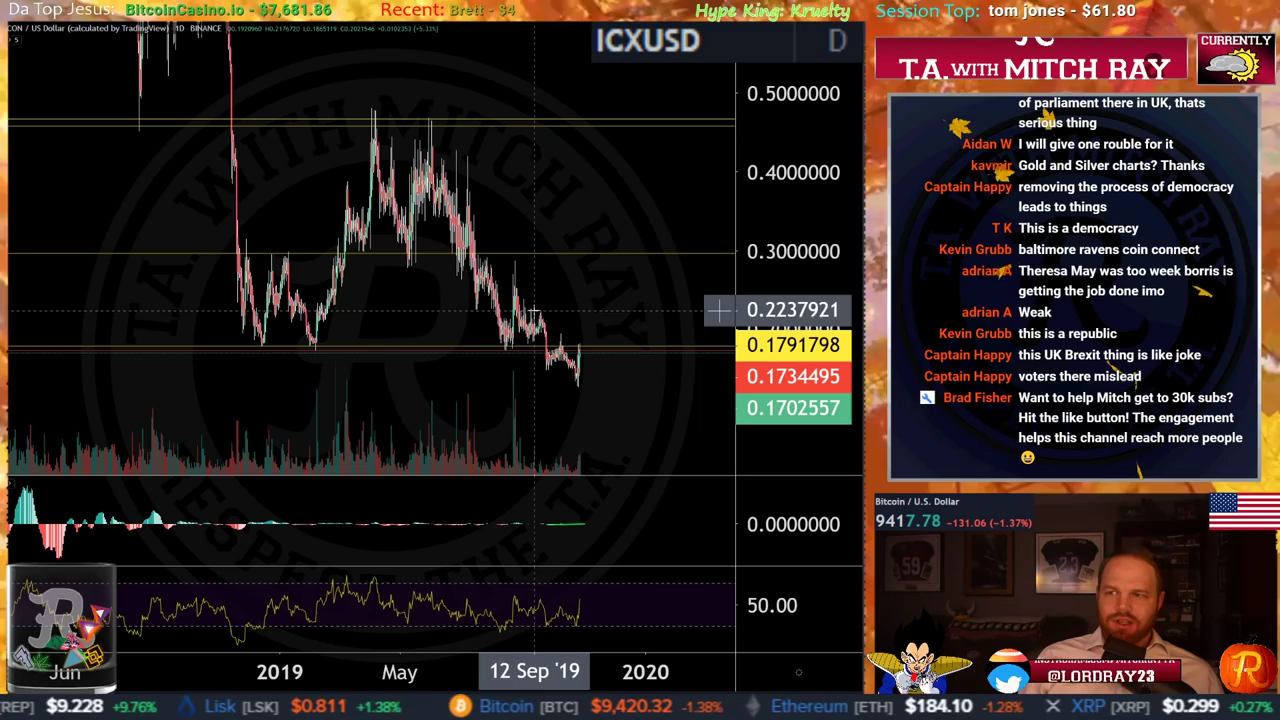 Da Top Jesus: BitcoinCasino.io - $7,681.86
Recent: Brett - $4
Hype King: Kruelty
Session Top: tom jones - $61.80
CON / US Dollar (calculated by TradingView) 1D BINANCE
ICXUSD D
T.A. WITH MITCH RAY
CURRENTLY
0.5000000
0.4000000
0.3000000
0.2237921
0.1791798
0.1734495
0.1702557
0.0000000
50.00
T.A. WITH MITCH RAY
RESPECT THE T.A.
Jun
2019
May
12 Sep '19
2020
of parliament there in UK, thats
serious thing
Aidan W I will give one rouble for it
kavmir Gold and Silver charts? Thanks
Captain Happy removing the process of democracy
leads to things
T K This is a democracy
Kevin Grubb baltimore ravens coin connect
adrian A Theresa May was too week borris is
getting the job done imo
adrian A Weak
Kevin Grubb this is a republic
Captain Happy this UK Brexit thing is like joke
Captain Happy voters there mislead
Brad Fisher Want to help Mitch get to 30k subs?
Hit the like button! The engagement
helps this channel reach more people
Bitcoin / U.S. Dollar
9417.78 -131.06 (-1.37%)
59
23
@LORDRAY23
R
[REP] $9.228 +9.76% Lisk [LSK] $0.811 +1.38% Bitcoin [BTC] $9,420.32 -1.38% Ethereum [ETH] $184.10 -1.28% XRP [XRP] $0.299 +0.27%